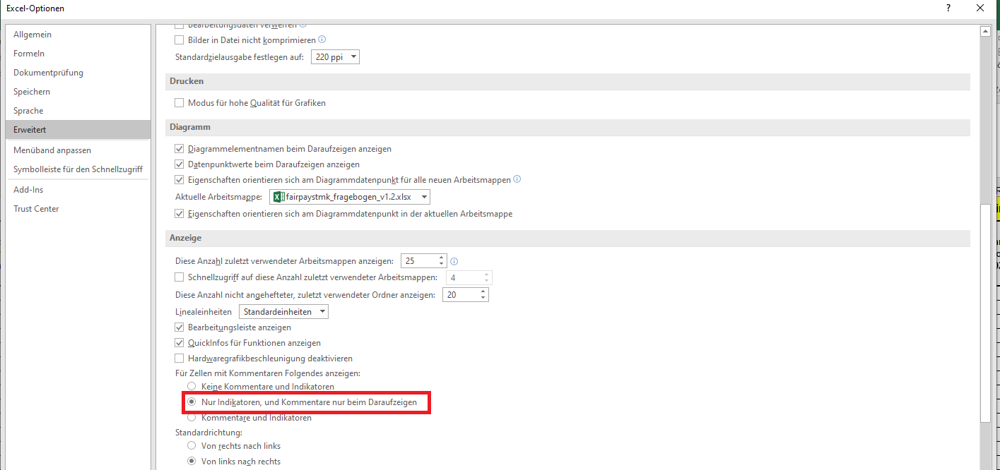 Excel-Optionen ? ×
Allgemein
Formeln
Dokumentprüfung
Speichern
Sprache
Erweitert
Menüband anpassen
Symbolleiste für den Schnellzugriff
Add-Ins
Trust Center
Bearbeitungsdaten verwerfen
Bilder in Datei nicht komprimieren
Standardzielausgabe festlegen auf: 220 ppi
Drucken
Modus für hohe Qualität für Grafiken
Diagramm
Diagrammelementnamen beim Daraufzeigen anzeigen
Datenpunktwerte beim Daraufzeigen anzeigen
Eigenschaften orientieren sich am Diagrammdatenpunkt für alle neuen Arbeitsmappen
Aktuelle Arbeitsmappe: fairpaystmk_fragebogen_v1.2.xlsx
Eigenschaften orientieren sich am Diagrammdatenpunkt in der aktuellen Arbeitsmappe
Anzeige
Diese Anzahl zuletzt verwendeter Arbeitsmappen anzeigen: 25
Schnellzugriff auf diese Anzahl zuletzt verwendeter Arbeitsmappen: 4
Diese Anzahl nicht angehefteter, zuletzt verwendeter Ordner anzeigen: 20
Linealeinheiten Standardeinheiten
Bearbeitungsleiste anzeigen
QuickInfos für Funktionen anzeigen
Hardwaregrafikbeschleunigung deaktivieren
Für Zellen mit Kommentaren Folgendes anzeigen:
Keine Kommentare und Indikatoren
Nur Indikatoren, und Kommentare nur beim Daraufzeigen
Kommentare und Indikatoren
Standardrichtung:
Von rechts nach links
Von links nach rechts